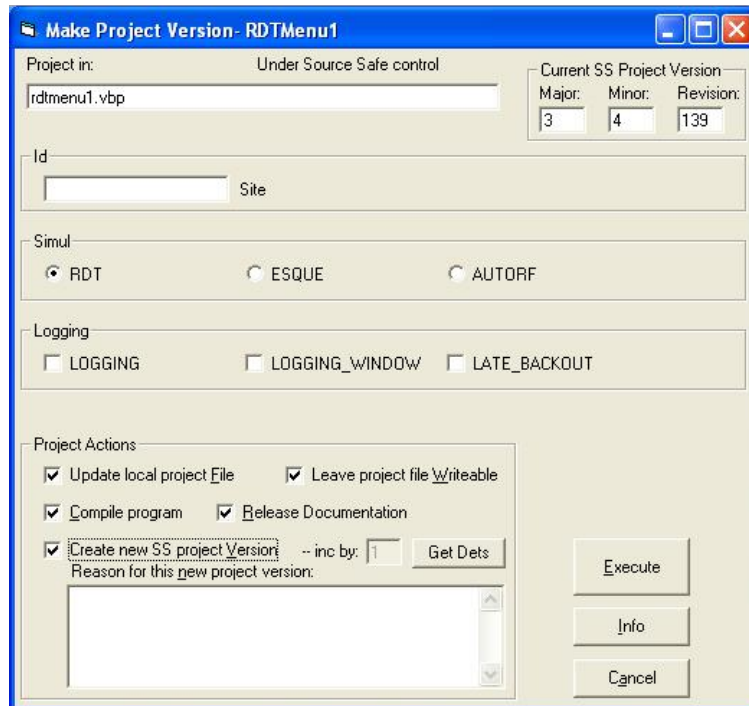 Make Project Version- RDTMenu1
Project in: Under Source Safe control
rdtmenu1.vbp
Current SS Project Version
Major: Minor: Revision:
3 4 139
Id
Site
Simul
RDT ESQUE AUTORF
Logging
LOGGING LOGGING_WINDOW LATE_BACKOUT
Project Actions
Update local project File Leave project file Writeable
Compile program Release Documentation
Create new SS project Version -- inc by: 1 Get Dets
Reason for this new project version:
Execute
Info
Cancel